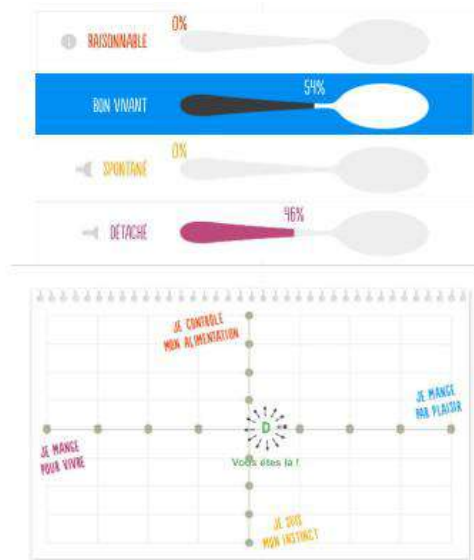 0%
RAISONNABLE
54%
BON VIVANT
0%
SPONTANÉ
46%
DÉTACHÉ
JE CONTRÔLE
MON ALIMENTATION
JE MANGE
PAR PLAISIR
D
JE MANGE
POUR VIVRE
Vous êtes là !
JE SUIS
MON INSTINCT